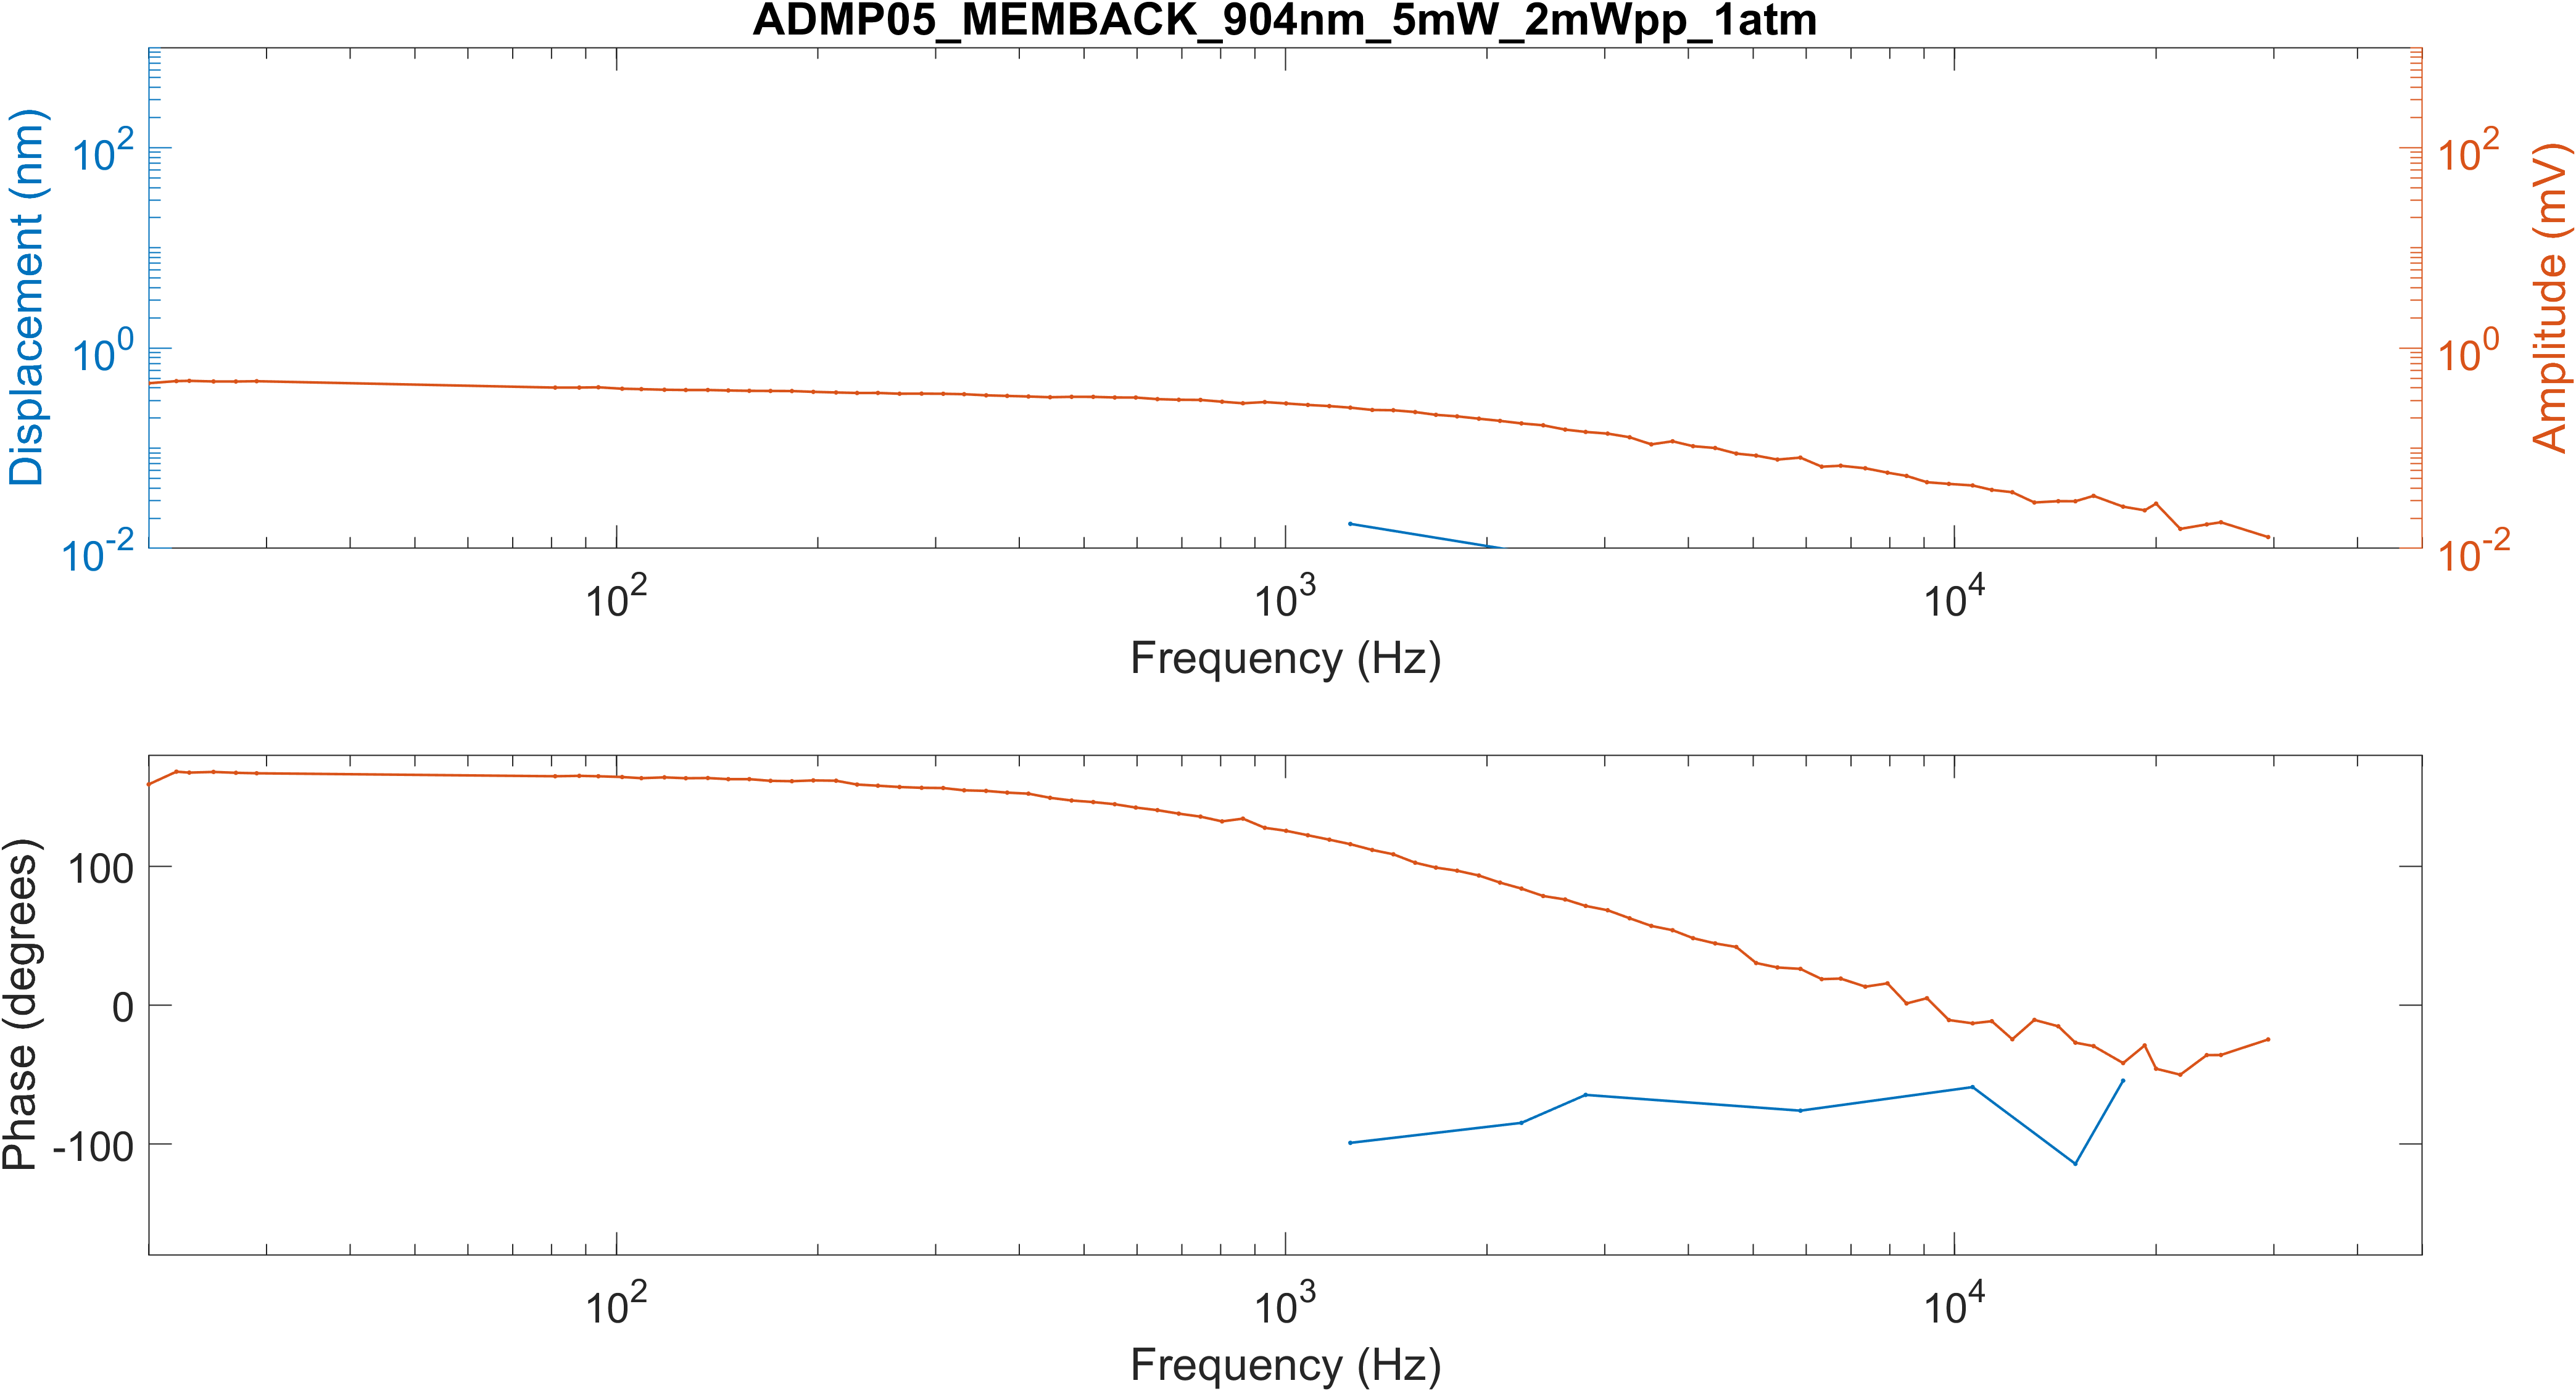 ADMP05_MEMBACK_904nm_5mW_2mWpp_1atm
Displacement (nm)
10^2
10^0
10^-2
Amplitude (mV)
10^2
10^0
10^-2
10^2
10^3
10^4
Frequency (Hz)
Phase (degrees)
100
0
-100
10^2
10^3
10^4
Frequency (Hz)